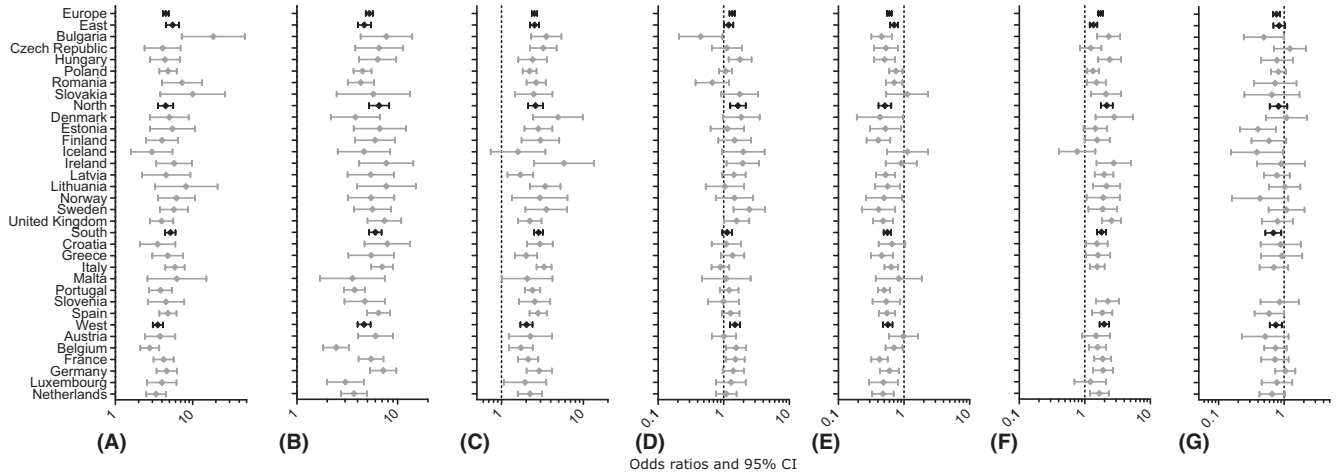 Europe
East
Bulgaria
Czech Republic
Hungary
Poland
Romania
Slovakia
North
Denmark
Estonia
Finland
Iceland
Ireland
Latvia
Lithuania
Norway
Sweden
United Kingdom
South
Croatia
Greece
Italy
Malta
Portugal
Slovenia
Spain
West
Austria
Belgium
France
Germany
Luxembourg
Netherlands
1 10 1 10 1 10 0.1 1 10 0.1 1 10 0.1 1 10 0.1 1
(A) (B) (C) (D) (E) (F) (G)
Odds ratios and 95% CI